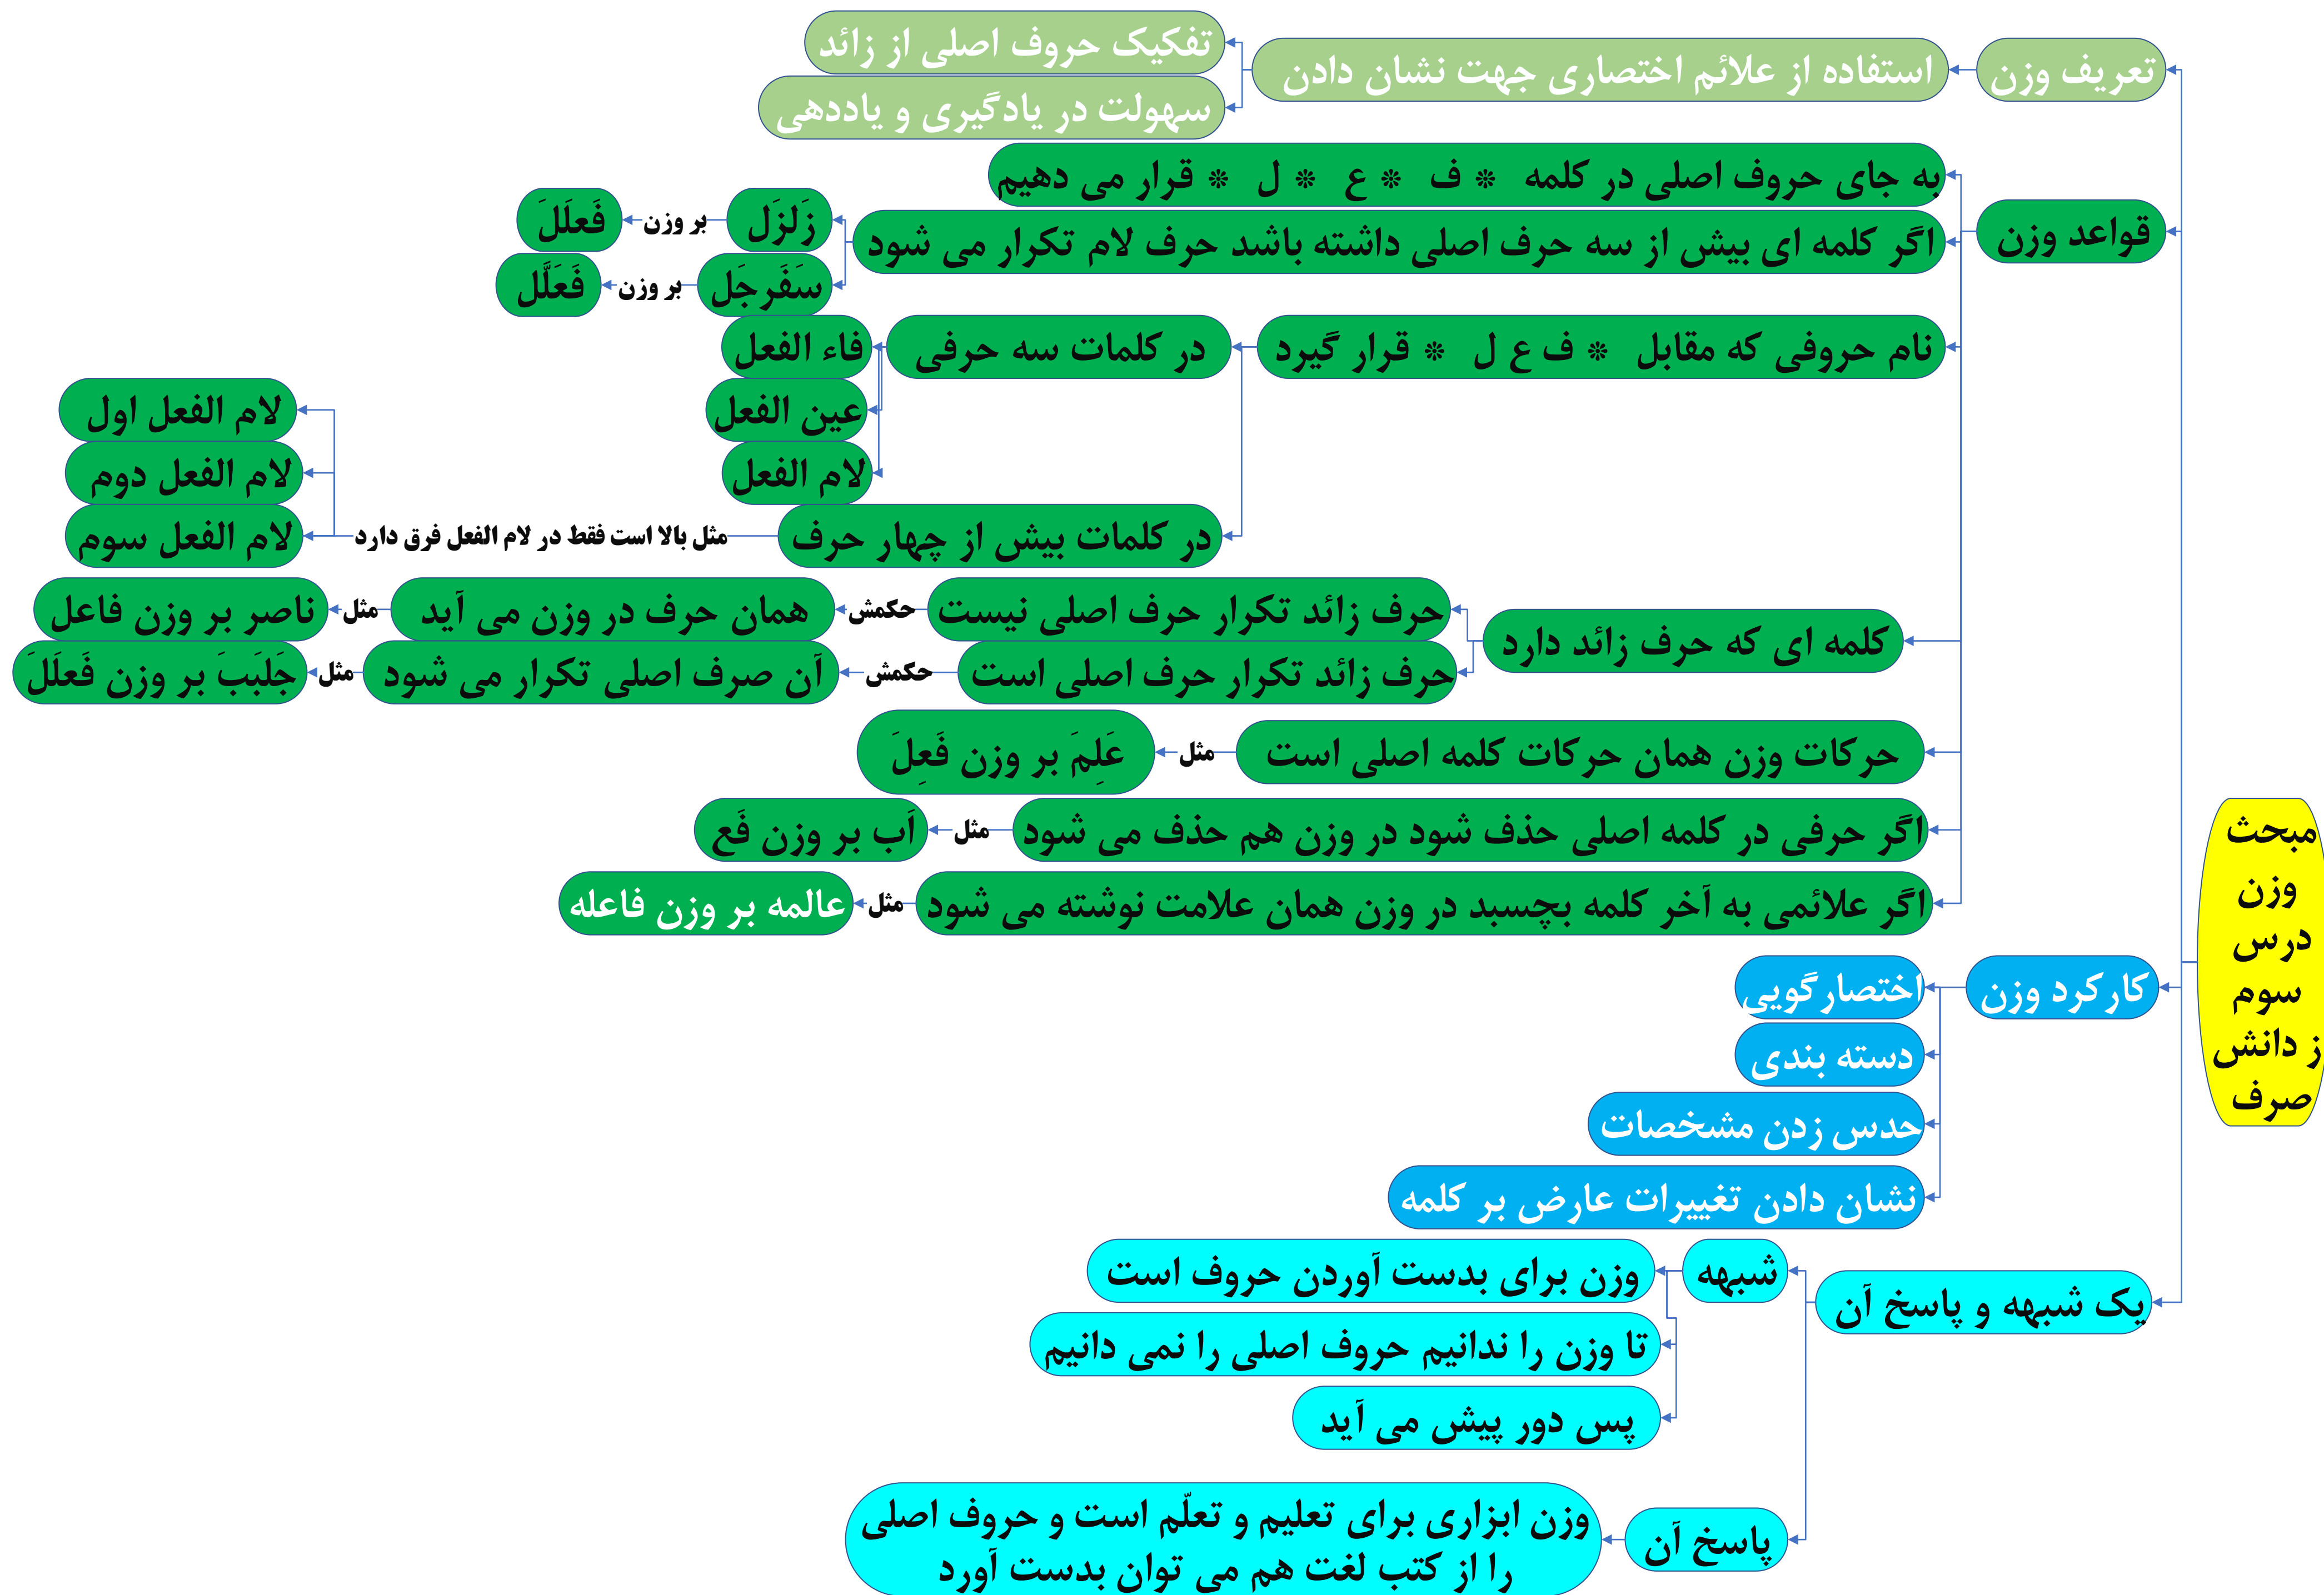 مبحث
وزن
درس
سوم
ز دانش
صرف
تعریف وزن
استفاده از علائم اختصاری جهت نشان دادن
تفکیک حروف اصلی از زائد
سهولت در یادگیری و یاددهی
قواعد وزن
به جای حروف اصلی در کلمه * ف * ع * ل * قرار می دهیم
اگر کلمه ای بیش از سه حرف اصلی داشته باشد حرف لام تکرار می شود
زَلزَل
بر وزن
فَعلَلَ
سَفَرجَل
بر وزن
فَعَلَّل
نام حروفی که مقابل * ف ع ل * قرار گیرد
در کلمات سه حرفی
فاء الفعل
عین الفعل
لام الفعل
در کلمات بیش از چهار حرف
مثل بالا است فقط در لام الفعل فرق دارد
لام الفعل اول
لام الفعل دوم
لام الفعل سوم
کلمه ای که حرف زائد دارد
حرف زائد تکرار حرف اصلی نیست
حکمش
همان حرف در وزن می آید
مثل
ناصر بر وزن فاعل
حرف زائد تکرار حرف اصلی است
حکمش
آن صرف اصلی تکرار می شود
مثل
جَلبَبَ بر وزن فَعلَلَ
حرکات وزن همان حرکات کلمه اصلی است
مثل
عَلِمَ بر وزن فَعِلَ
اگر حرفی در کلمه اصلی حذف شود در وزن هم حذف می شود
مثل
اَب بر وزن فَع
اگر علائمی به آخر کلمه بچسبد در وزن همان علامت نوشته می شود
مثل
عالمه بر وزن فاعله
کارکرد وزن
اختصارگویی
دسته بندی
حدس زدن مشخصات
نشان دادن تغییرات عارض بر کلمه
یک شبهه و پاسخ آن
شبهه
وزن برای بدست آوردن حروف است
تا وزن را ندانیم حروف اصلی را نمی دانیم
پس دور پیش می آید
پاسخ آن
وزن ابزاری برای تعلیم و تعلّم است و حروف اصلی
را از کتب لغت هم می توان بدست آورد